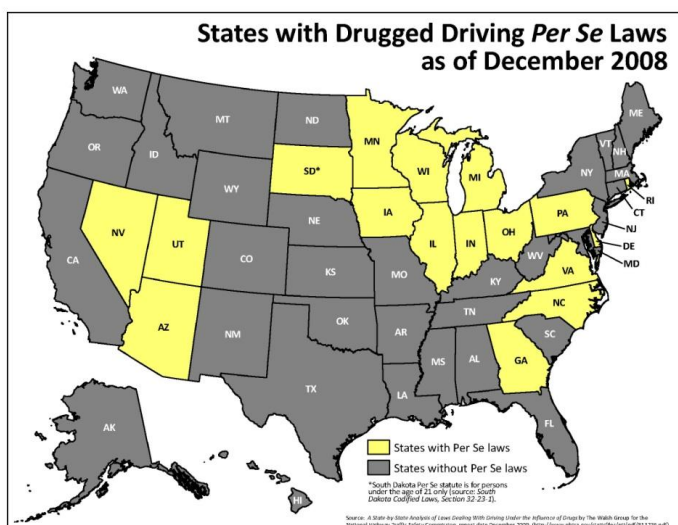 States with Drugged Driving Per Se Laws
as of December 2008
WA
MT
ND
MN
ME
OR
ID
SD*
WI
MI
VT
NH
NY
MA
WY
RI
CT
NE
IA
PA
NJ
NV
UT
IL
IN
OH
DE
MD
CA
CO
KS
MO
WV
VA
KY
NC
AZ
NM
OK
AR
TN
SC
MS
AL
GA
TX
LA
FL
AK
HI
States with Per Se laws
States without Per Se laws
*South Dakota Per Se statute is for persons
under the age of 21 only (source: South
Dakota Codified Laws, Section 32-23-1).
Source: A State-by-State Analysis of Laws Dealing With Driving Under the Influence of Drugs by The Walsh Group for the